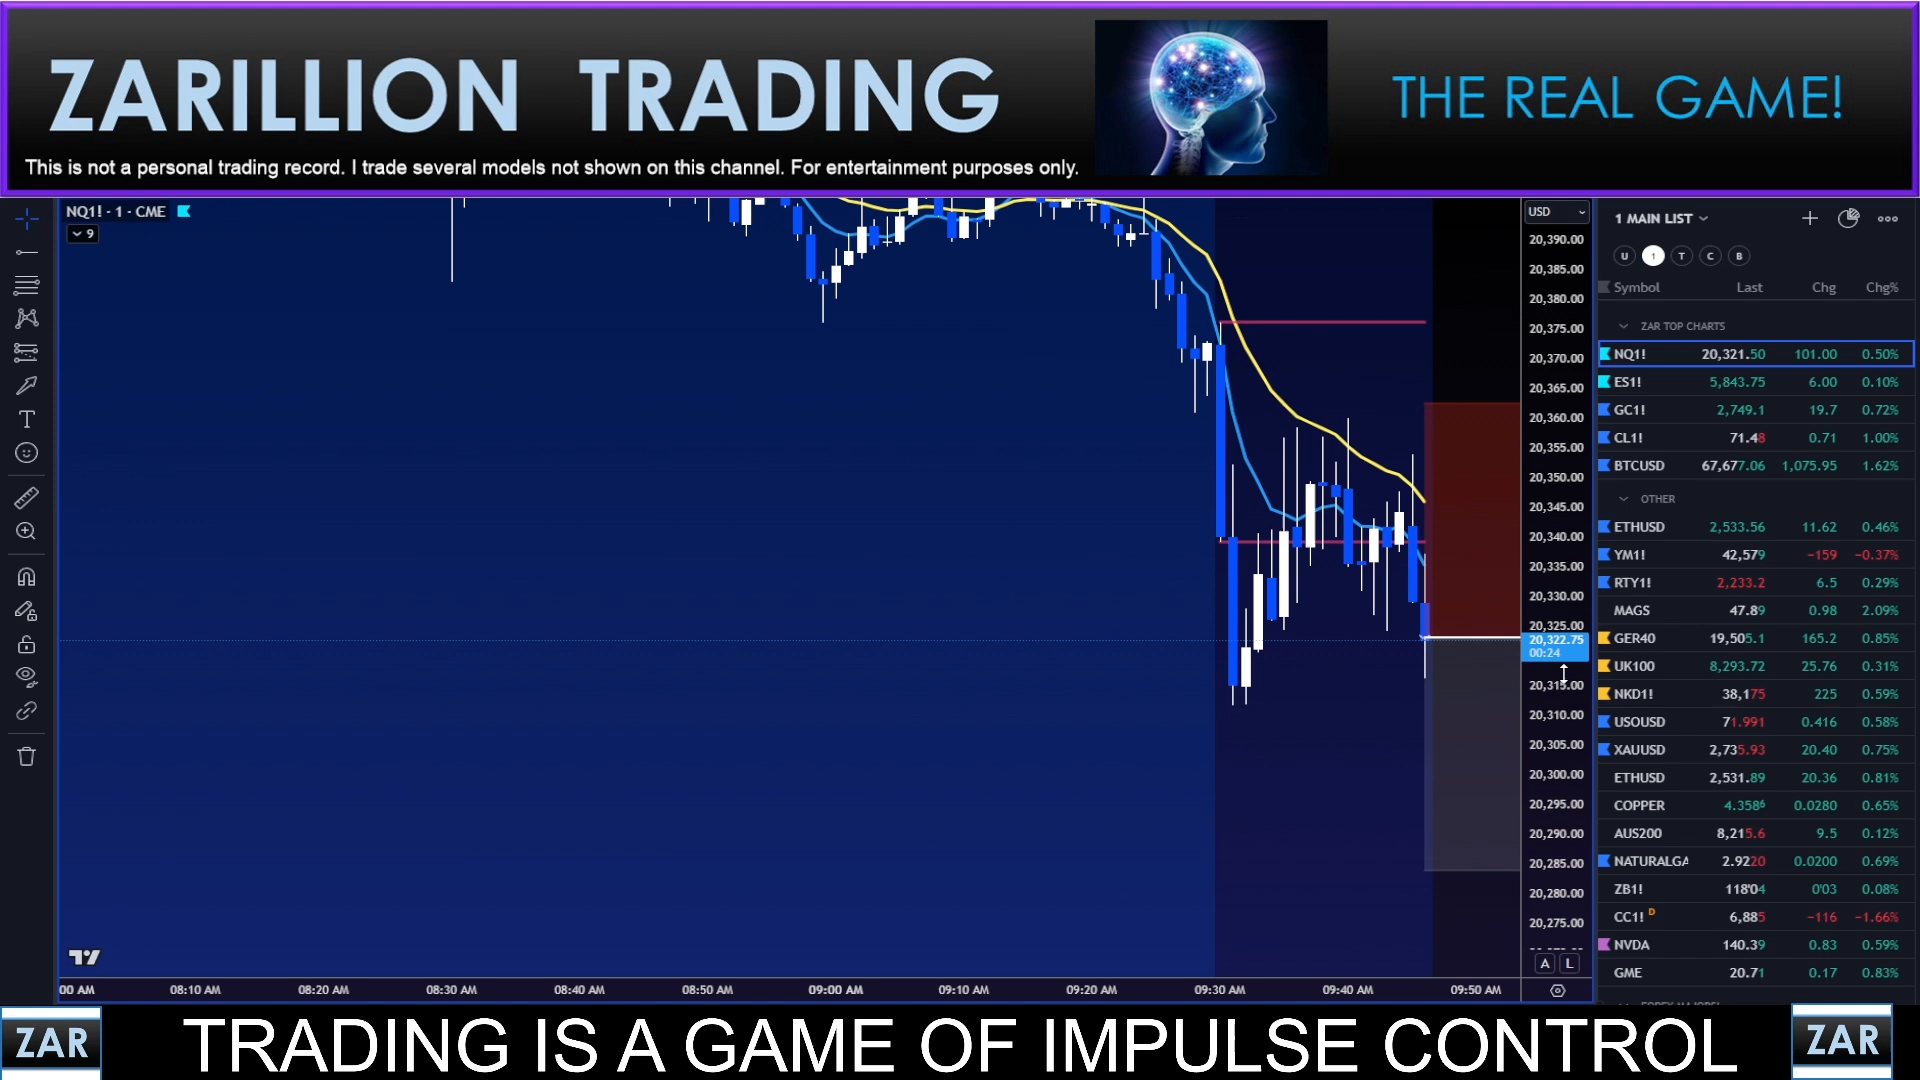 ZARILLION TRADING
THE REAL GAME!
This is not a personal trading record. I trade several models not shown on this channel. For entertainment purposes only.
NQ1! · 1 · CME
9
USD
20,390.00
20,385.00
20,380.00
20,375.00
20,370.00
20,365.00
20,360.00
20,355.00
20,350.00
20,345.00
20,340.00
20,335.00
20,330.00
20,325.00
20,322.75
00:24
20,315.00
20,310.00
20,305.00
20,300.00
20,295.00
20,290.00
20,285.00
20,280.00
20,275.00
A L
00 AM 08:10 AM 08:20 AM 08:30 AM 08:40 AM 08:50 AM 09:00 AM 09:10 AM 09:20 AM 09:30 AM 09:40 AM 09:50 AM
1 MAIN LIST
U 1 T C B
Symbol Last Chg Chg%
ZAR TOP CHARTS
NQ1! 20,321.50 101.00 0.50%
ES1! 5,843.75 6.00 0.10%
GC1! 2,749.1 19.7 0.72%
CL1! 71.48 0.71 1.00%
BTCUSD 67,677.06 1,075.95 1.62%
OTHER
ETHUSD 2,533.56 11.62 0.46%
YM1! 42,579 −159 −0.37%
RTY1! 2,233.2 6.5 0.29%
MAGS 47.89 0.98 2.09%
GER40 19,505.1 165.2 0.85%
UK100 8,293.72 25.76 0.31%
NKD1! 38,175 225 0.59%
USOUSD 71.991 0.416 0.58%
XAUUSD 2,735.93 20.40 0.75%
ETHUSD 2,531.89 20.36 0.81%
COPPER 4.3586 0.0280 0.65%
AUS200 8,215.6 9.5 0.12%
NATURALGA 2.9220 0.0200 0.69%
ZB1! 118'04 0'03 0.08%
CC1! D 6,885 −116 −1.66%
NVDA 140.39 0.83 0.59%
GME 20.71 0.17 0.83%
ZAR
TRADING IS A GAME OF IMPULSE CONTROL
ZAR